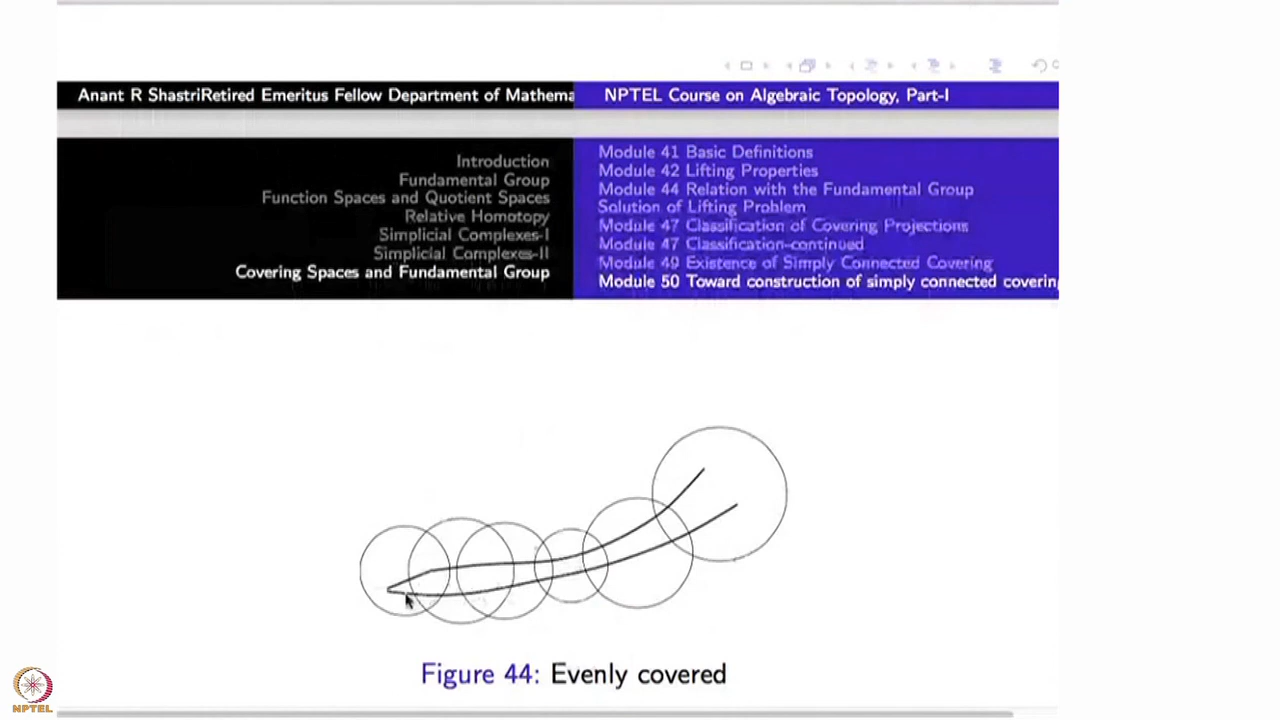 Anant R ShastriRetired Emeritus Fellow Department of Mathema
NPTEL Course on Algebraic Topology, Part-I
Introduction
Fundamental Group
Function Spaces and Quotient Spaces
Relative Homotopy
Simplicial Complexes-I
Simplicial Complexes-II
Covering Spaces and Fundamental Group
Module 41 Basic Definitions
Module 42 Lifting Properties
Module 44 Relation with the Fundamental Group
Solution of Lifting Problem
Module 47 Classification of Covering Projections
Module 47 Classification-continued
Module 49 Existence of Simply Connected Covering
Module 50 Toward construction of simply connected covering
Figure 44: Evenly covered
NPTEL